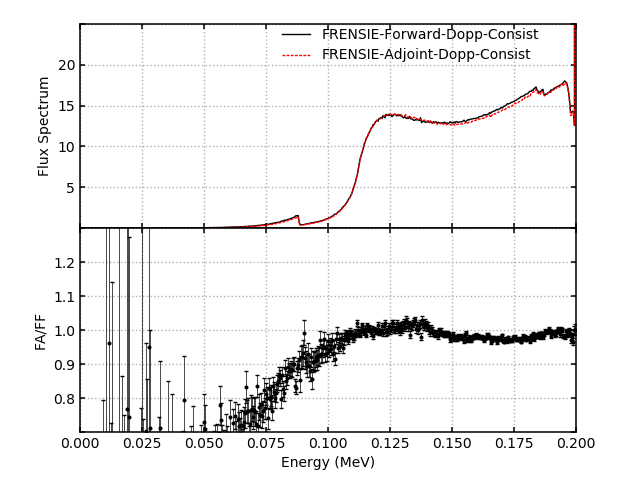 FRENSIE-Forward-Dopp-Consist
FRENSIE-Adjoint-Dopp-Consist
Flux Spectrum
20
15
10
5
FA/FF
1.2
1.1
1.0
0.9
0.8
0.000 0.025 0.050 0.075 0.100 0.125 0.150 0.175 0.200
Energy (MeV)